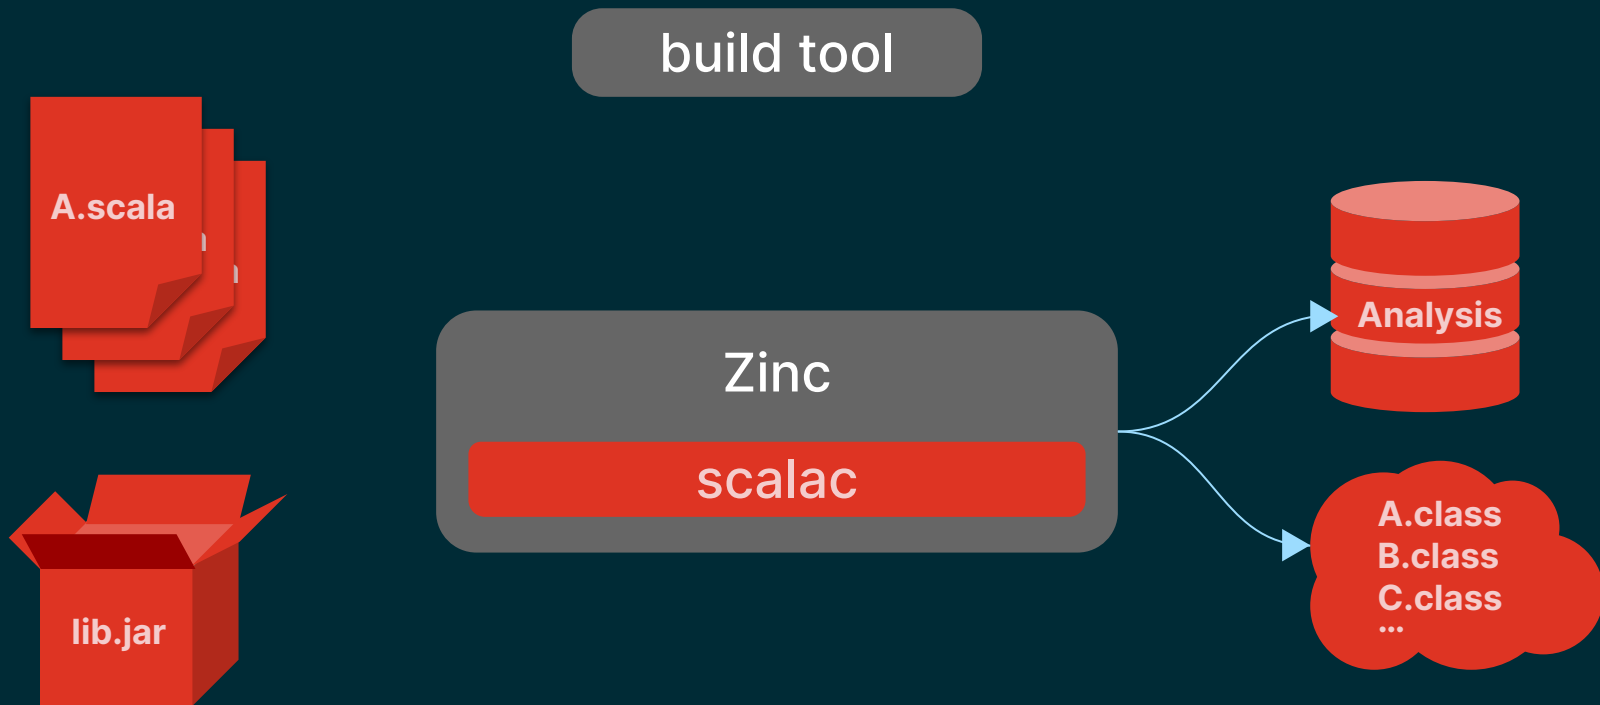 build tool
A.scala
Zinc
scalac
lib.jar
Analysis
A.class
B.class
C.class
...